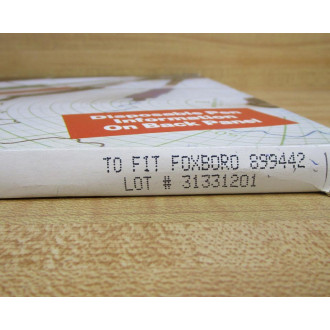 Disposable Pen
Information
On Back Panel
TO FIT FOXBORO 899442
LOT # 31331201